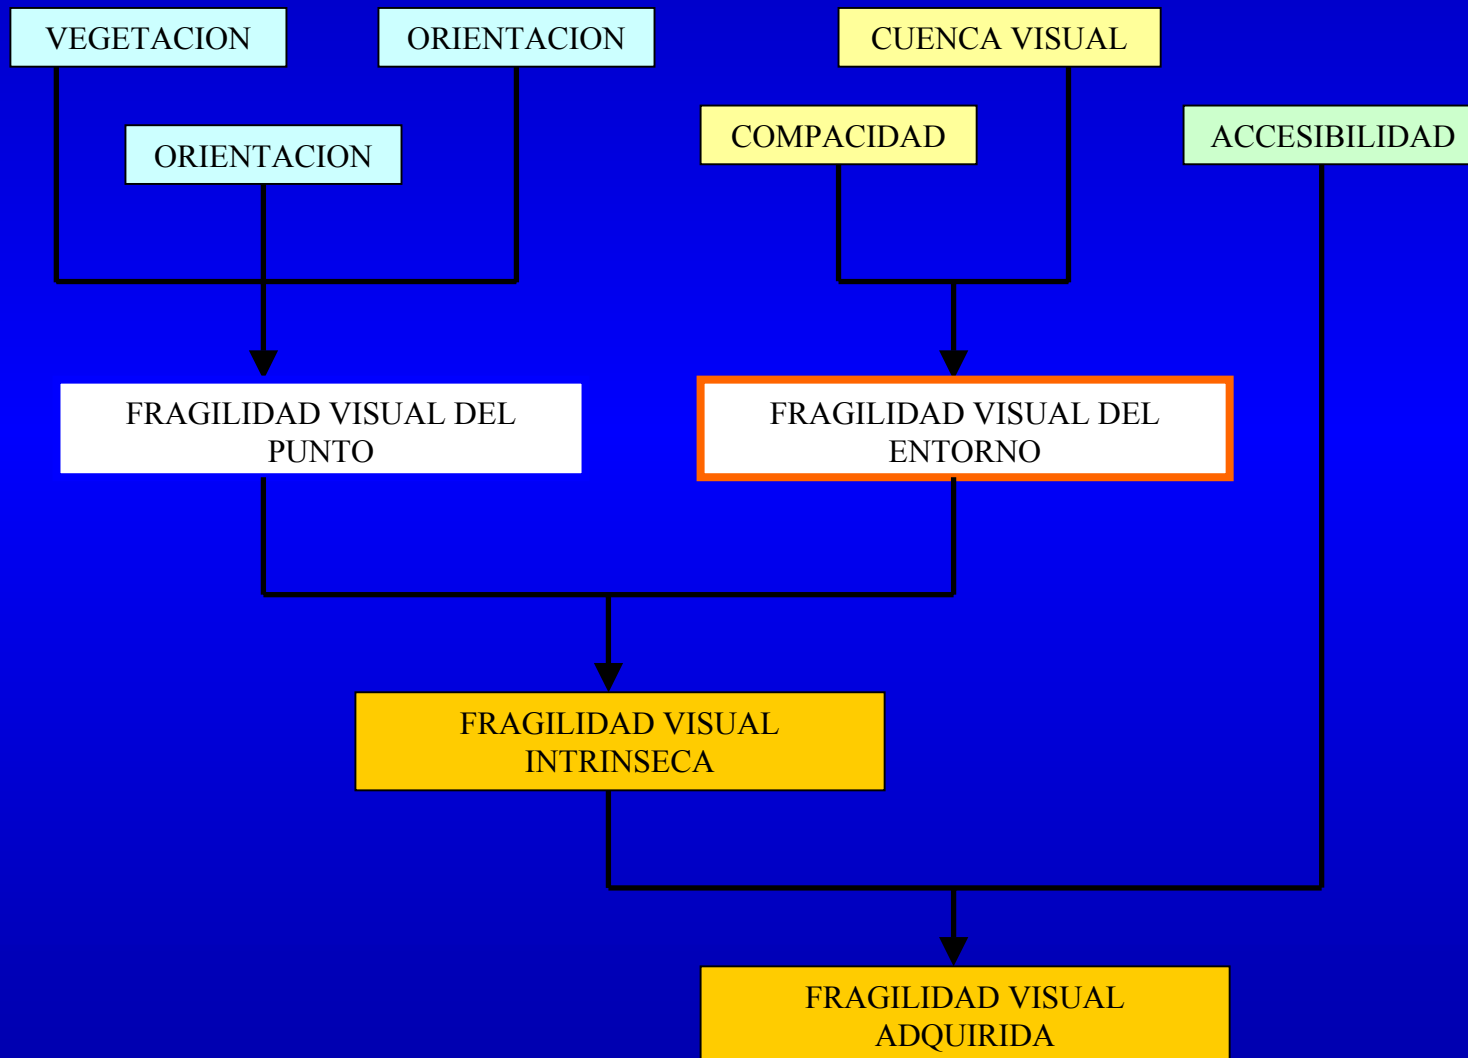 VEGETACION
ORIENTACION
CUENCA VISUAL
ORIENTACION
COMPACIDAD
ACCESIBILIDAD
FRAGILIDAD VISUAL DEL
PUNTO
FRAGILIDAD VISUAL DEL
ENTORNO
FRAGILIDAD VISUAL
INTRINSECA
FRAGILIDAD VISUAL
ADQUIRIDA